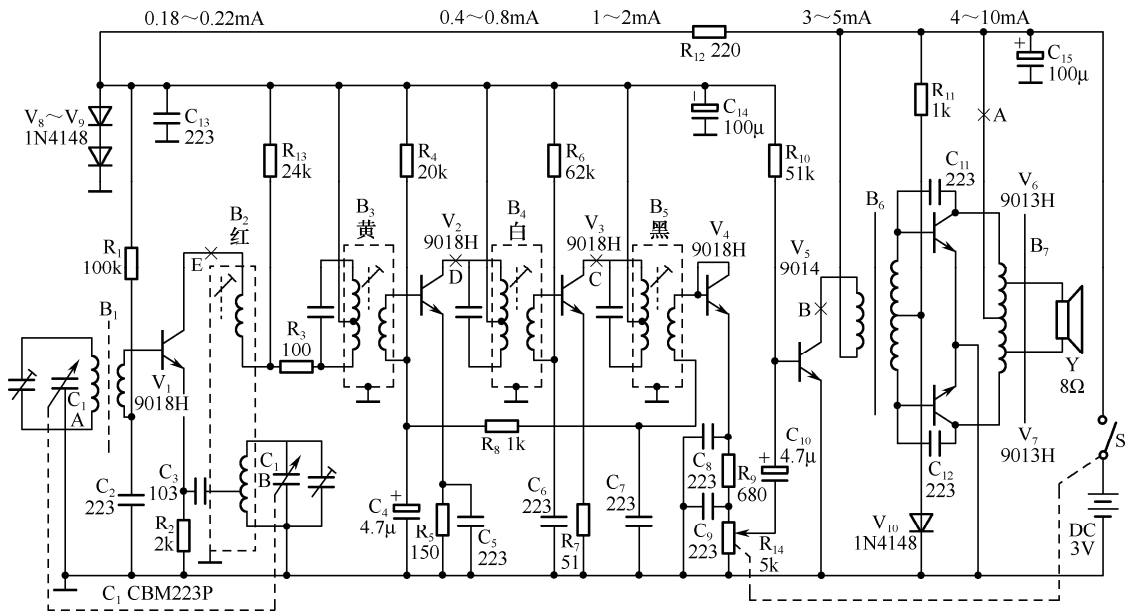 0.18~0.22mA
0.4~0.8mA
1~2mA
3~5mA
4~10mA
R12 220
C15
100μ
V8~V9
1N4148
C13
223
R13
24k
R4
20k
R6
62k
C14
100μ
R10
51k
R11
1k
A
C11
223
V6
9013H
B2
红
B3
黄
V2
9018H
B4
白
V3
9018H
B5
黑
V4
9018H
B6
B7
V5
9014
R1
100k
E
D
C
B
B1
R3
100
V1
9018H
C1
A
Y
8Ω
R8 1k
C2
223
C3
103
C1
B
C4
4.7μ
R5
150
C5
223
C6
223
R7
51
C7
223
C8
223
R9
680
C9
223
C10
4.7μ
R14
5k
C12
223
V7
9013H
S
R2
2k
V10
1N4148
DC
3V
C1 CBM223P